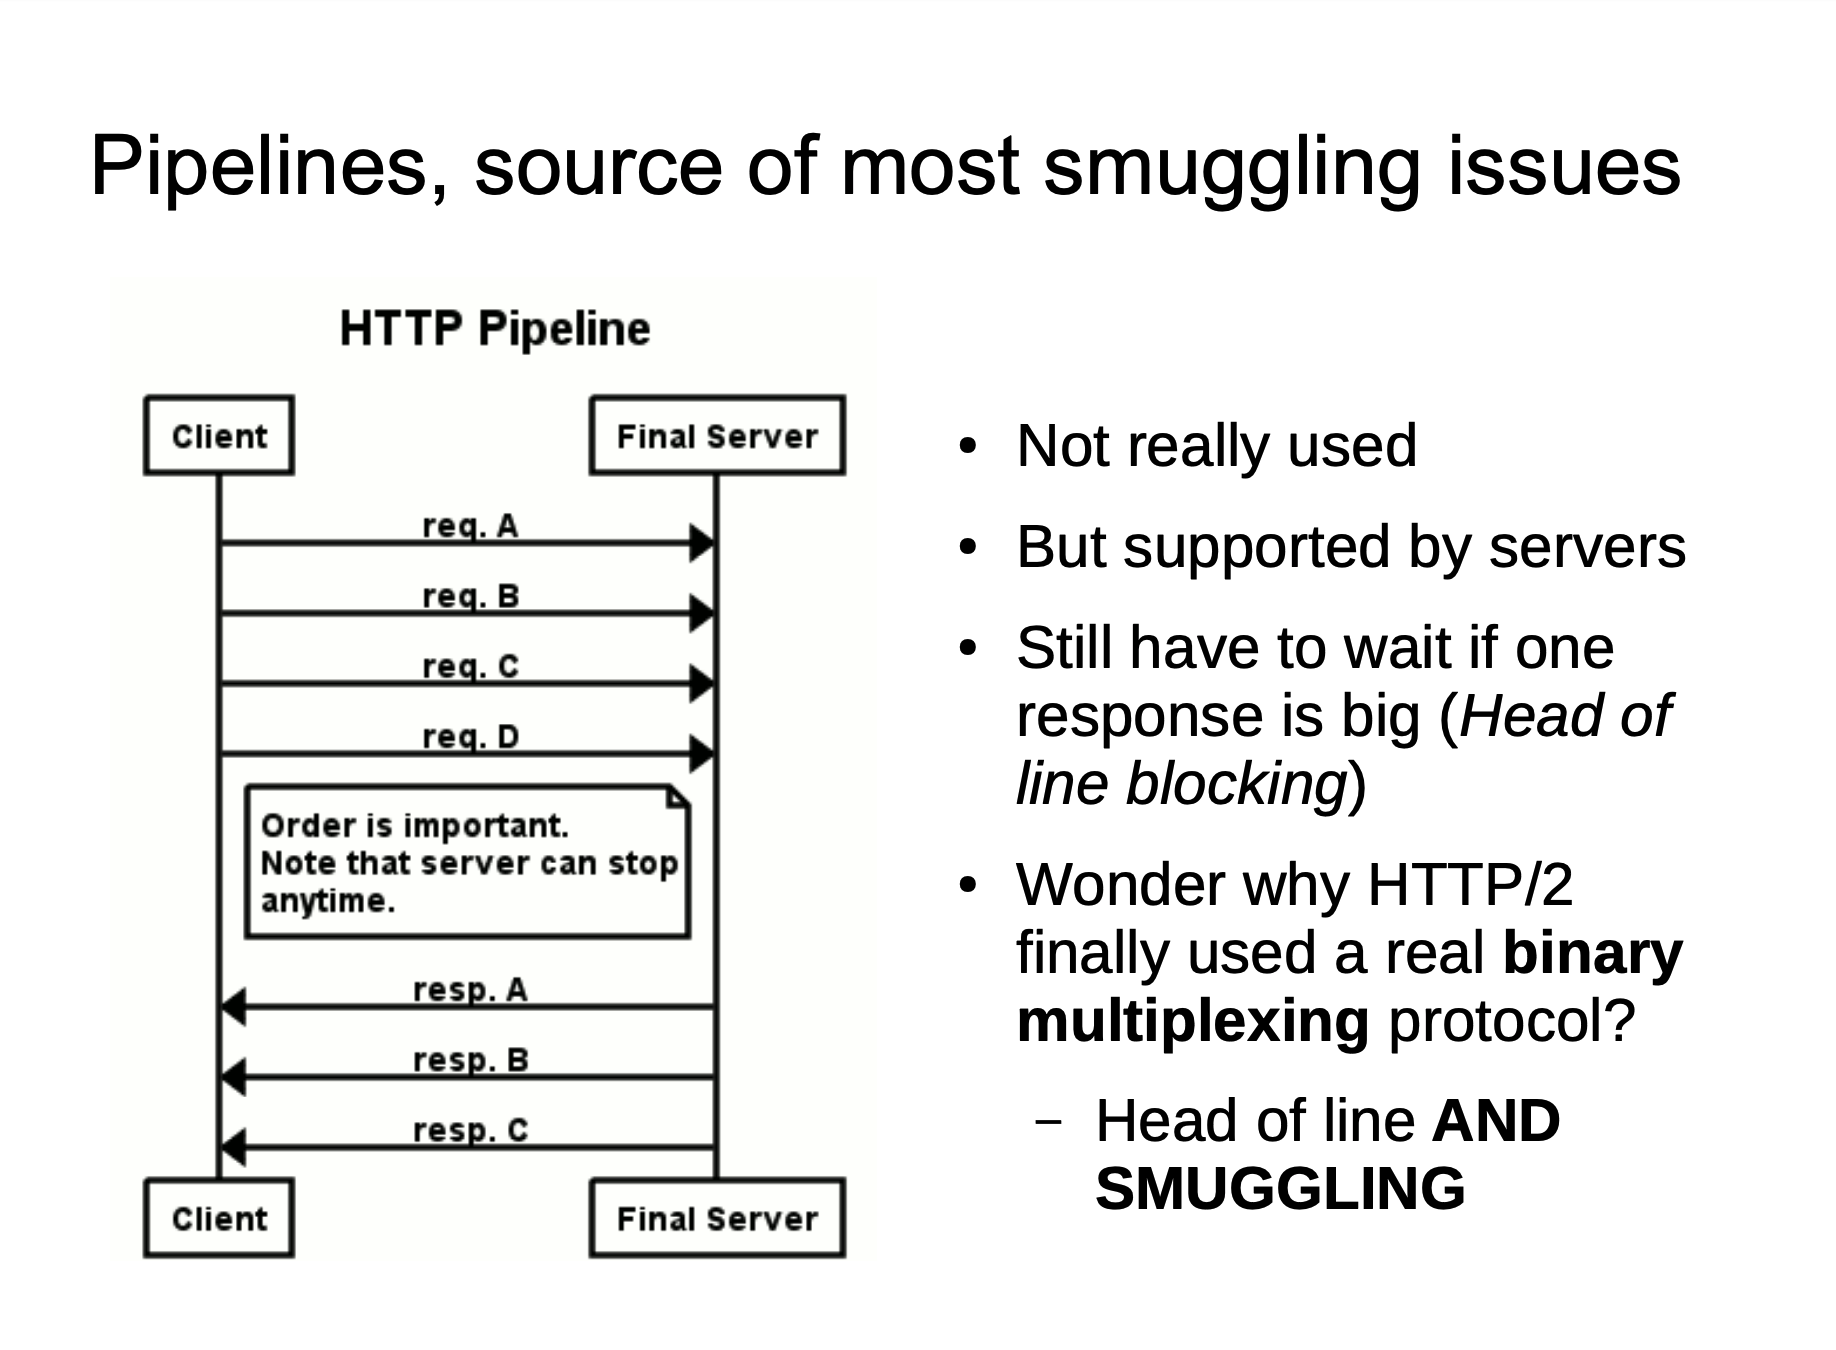 Pipelines, source of most smuggling issues
HTTP Pipeline
Client
Final Server
req. A
req. B
req. C
req. D
Order is important.
Note that server can stop
anytime.
resp. A
resp. B
resp. C
Client
Final Server
• Not really used
• But supported by servers
• Still have to wait if one
response is big (Head of
line blocking)
• Wonder why HTTP/2
finally used a real binary
multiplexing protocol?
– Head of line AND
SMUGGLING